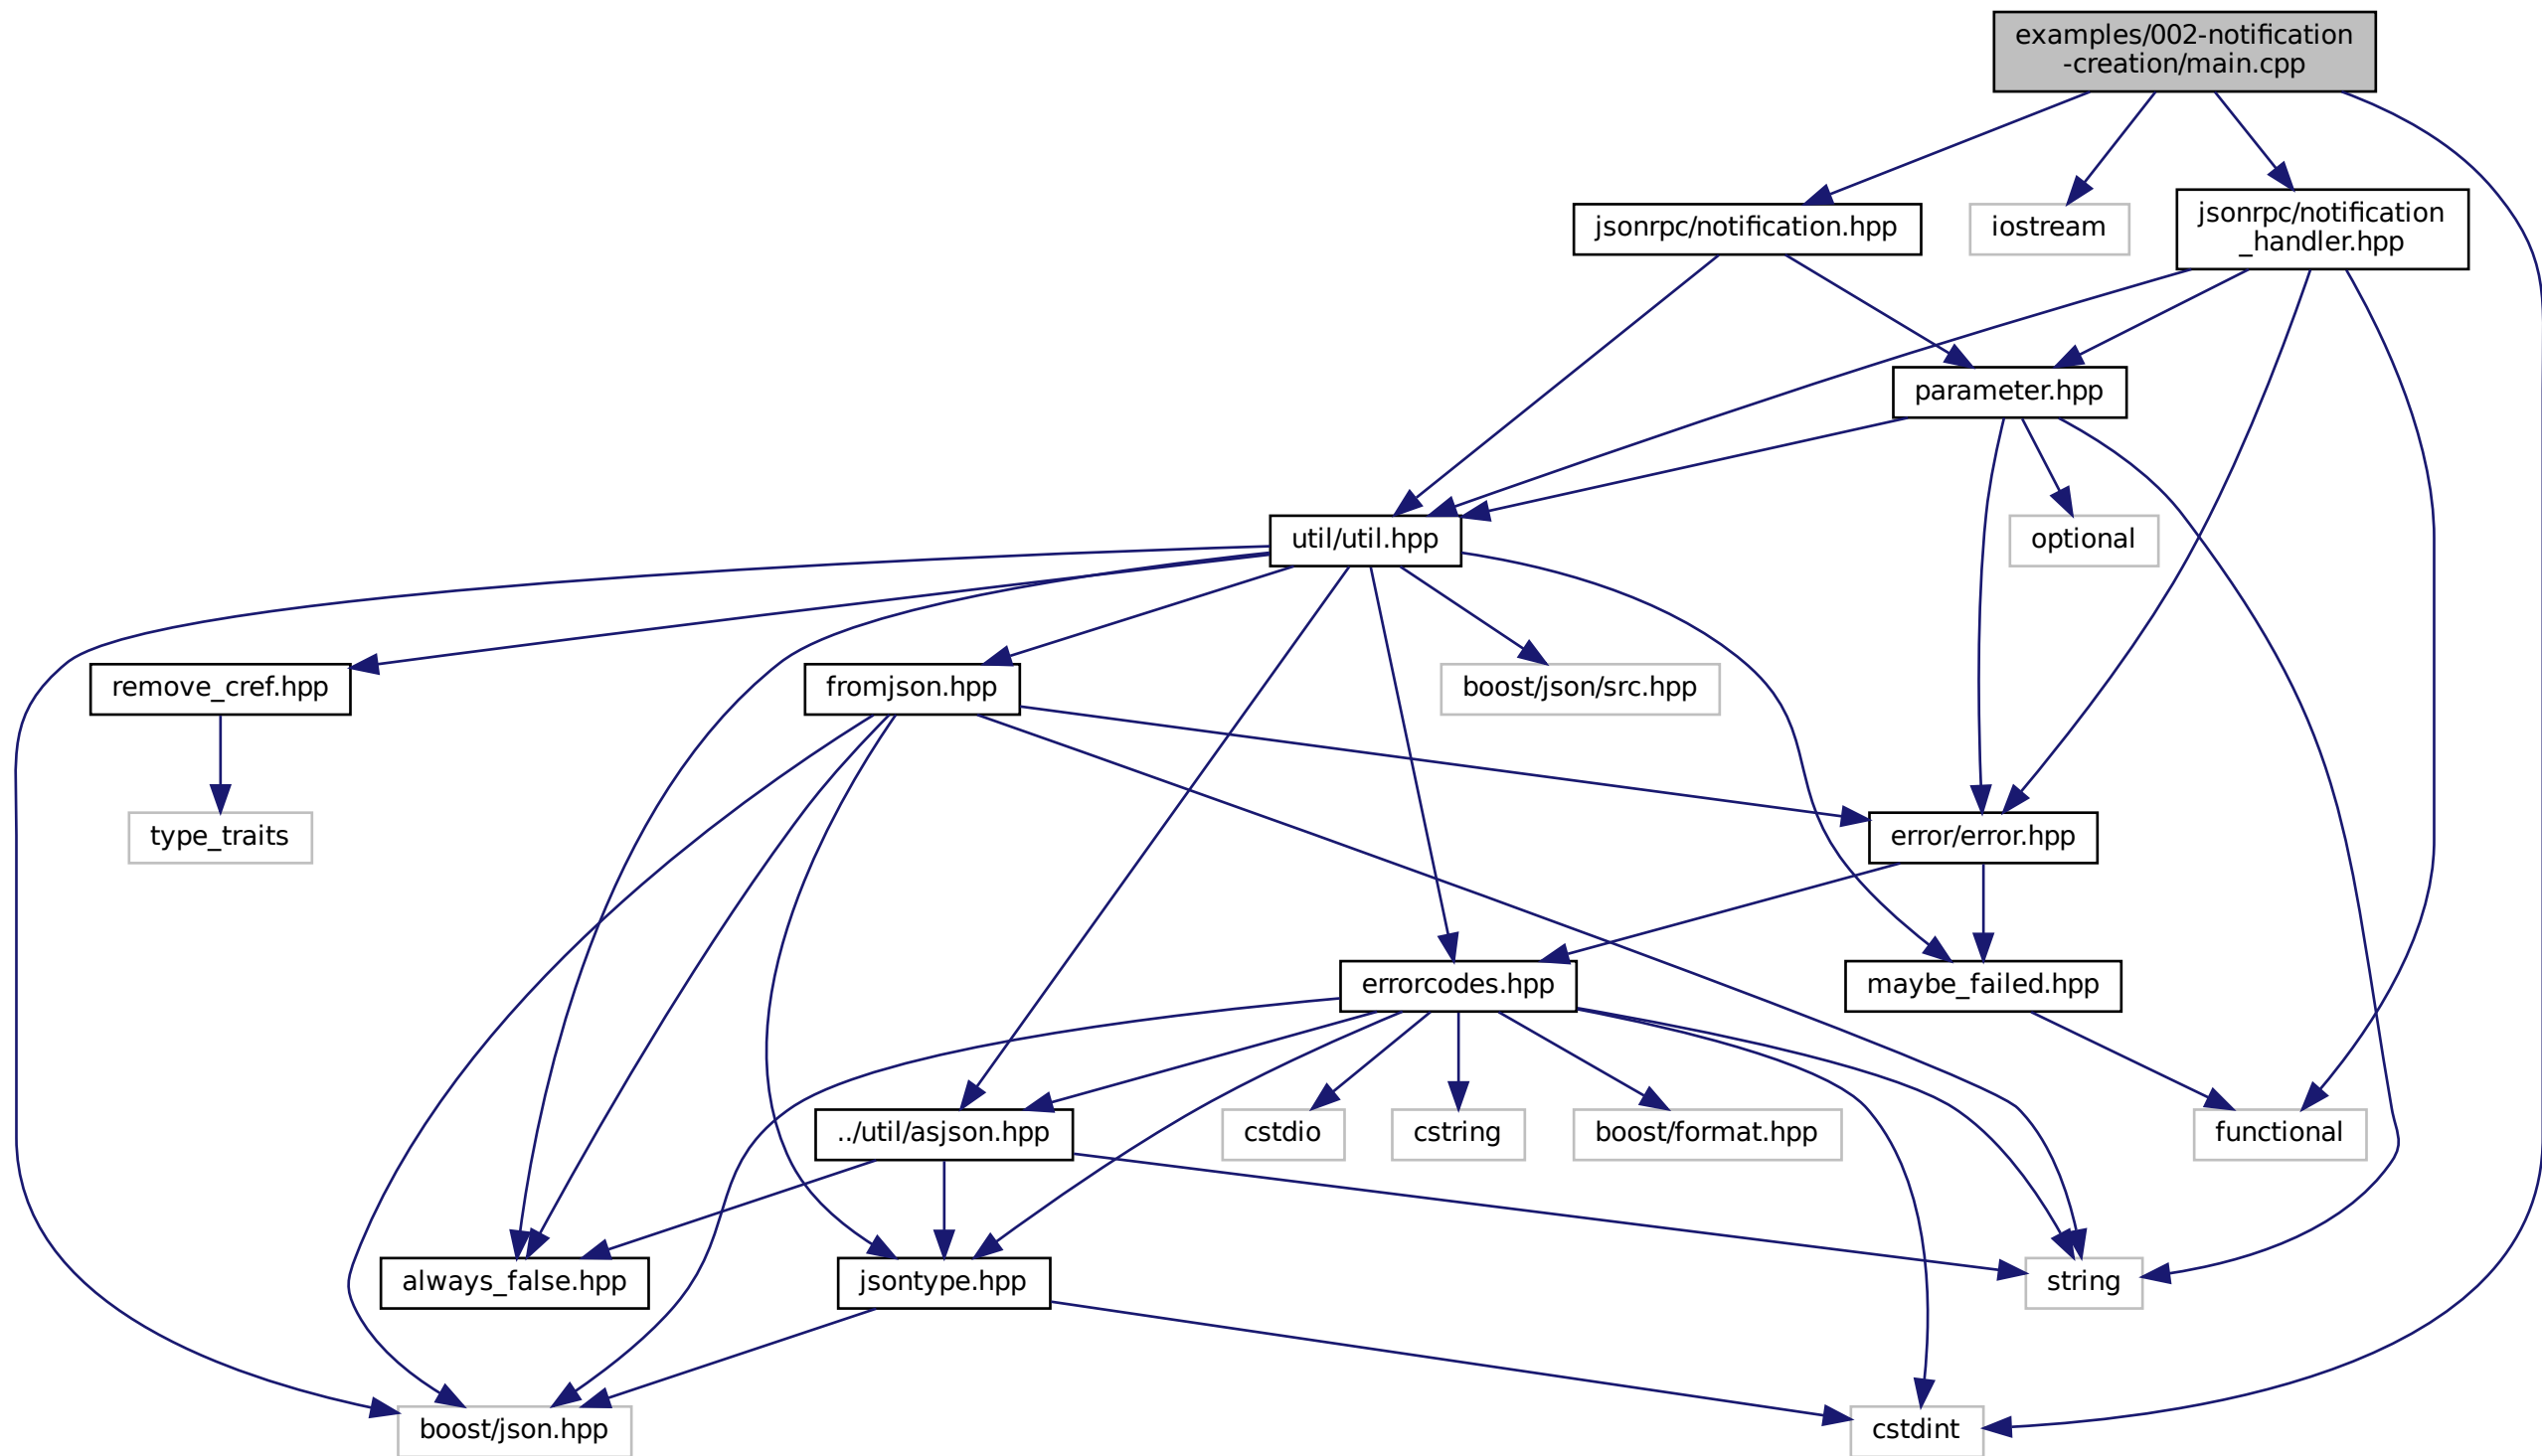 examples/002-notification
-creation/main.cpp
jsonrpc/notification.hpp
iostream
jsonrpc/notification
_handler.hpp
parameter.hpp
util/util.hpp
optional
remove_cref.hpp
fromjson.hpp
boost/json/src.hpp
type_traits
error/error.hpp
errorcodes.hpp
maybe_failed.hpp
../util/asjson.hpp
cstdio
cstring
boost/format.hpp
functional
always_false.hpp
jsontype.hpp
string
boost/json.hpp
cstdint